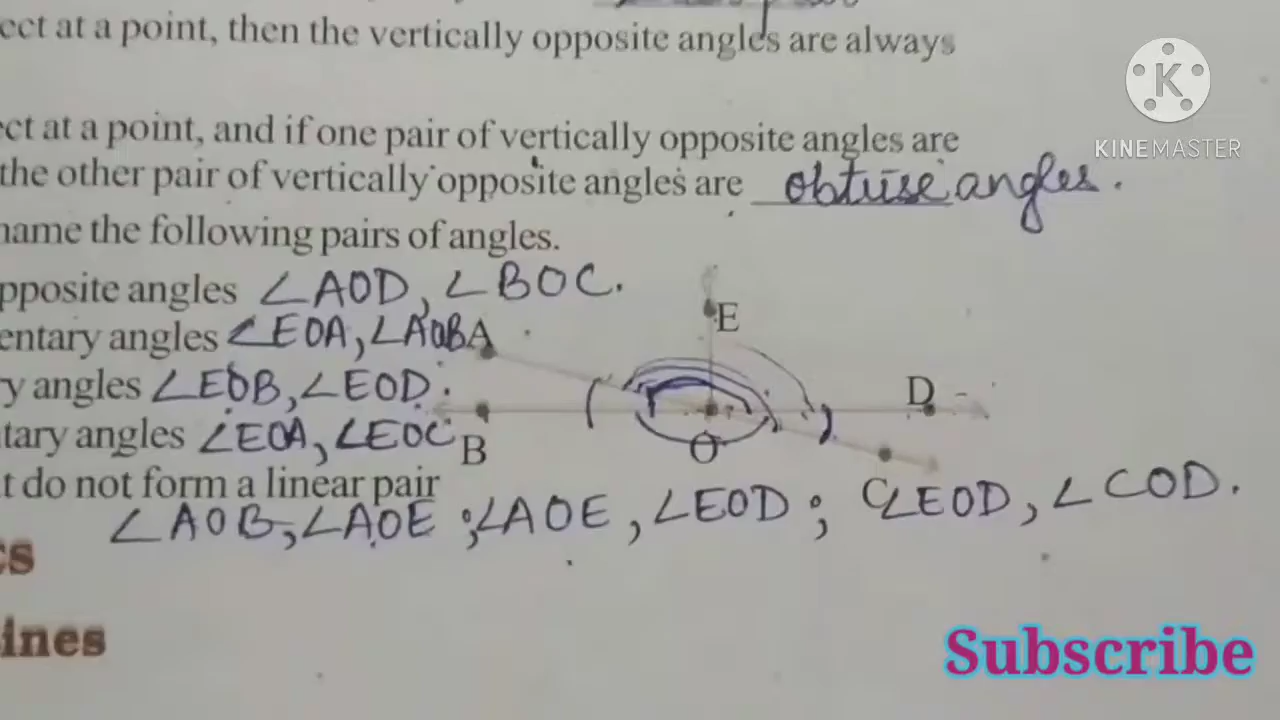 ect at a point, then the vertically opposite angles are always
KINEMASTER
ect at a point, and if one pair of vertically opposite angles are
the other pair of vertically opposite angles are obtuse angles.
name the following pairs of angles.
pposite angles ∠AOD, ∠BOC.
entary angles ∠EOA, ∠AOB
y angles ∠EOB, ∠EOD.
tary angles ∠EOA, ∠EOC
t do not form a linear pair
∠AOB, ∠AOE ; ∠AOE, ∠EOD ; ∠EOD, ∠COD.
A
E
D
B
O
C
cs
ines
Subscribe